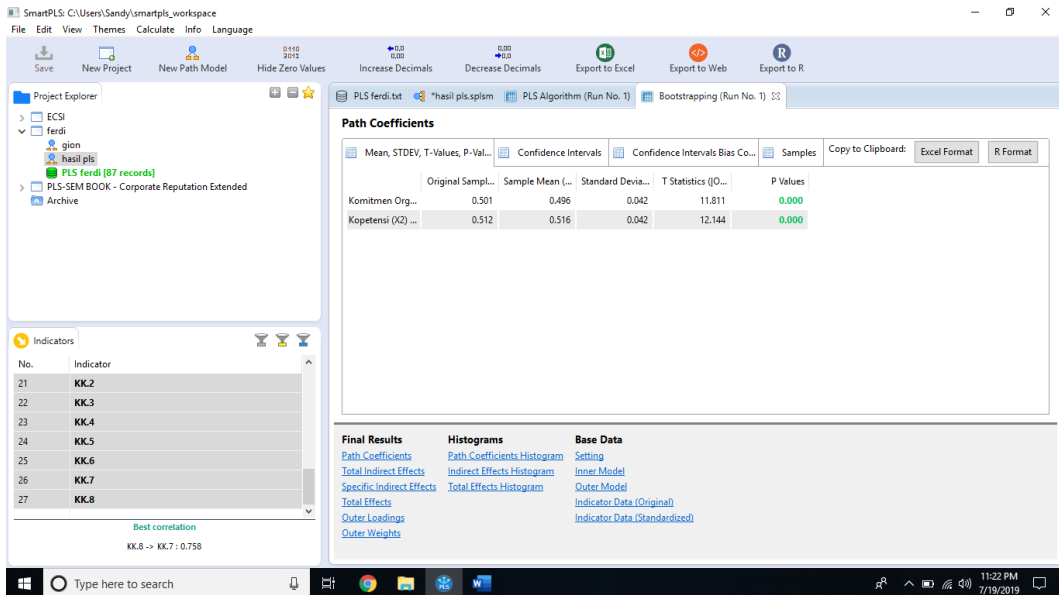 SmartPLS: C:\Users\Sandy\smartpls_workspace
File Edit View Themes Calculate Info Language
Save New Project New Path Model Hide Zero Values Increase Decimals Decrease Decimals Export to Excel Export to Web Export to R
Project Explorer
ECSI
ferdi
gion
hasil pls
PLS ferdi [87 records]
PLS-SEM BOOK - Corporate Reputation Extended
Archive
Indicators
No. Indicator
21 KK.2
22 KK.3
23 KK.4
24 KK.5
25 KK.6
26 KK.7
27 KK.8
Best correlation
KK.8 -> KK.7 : 0.758
PLS ferdi.txt *hasil pls.splsm PLS Algorithm (Run No. 1) Bootstrapping (Run No. 1)
Path Coefficients
Mean, STDEV, T-Values, P-Val... Confidence Intervals Confidence Intervals Bias Co... Samples Copy to Clipboard: Excel Format R Format
Original Sampl... Sample Mean (... Standard Devia... T Statistics (|O... P Values
Komitmen Org... 0.501 0.496 0.042 11.811 0.000
Kopetensi (X2) ... 0.512 0.516 0.042 12.144 0.000
Final Results Histograms Base Data
Path Coefficients Path Coefficients Histogram Setting
Total Indirect Effects Indirect Effects Histogram Inner Model
Specific Indirect Effects Total Effects Histogram Outer Model
Total Effects Indicator Data (Original)
Outer Loadings Indicator Data (Standardized)
Outer Weights
Type here to search
11:22 PM
7/19/2019